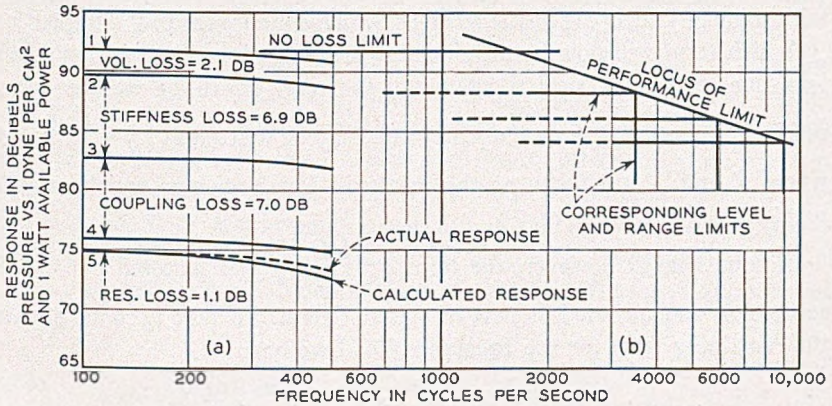 95
90
85
80
75
70
65
RESPONSE IN DECIBELS
PRESSURE VS 1 DYNE PER CM2
AND 1 WATT AVAILABLE POWER
1
VOL. LOSS = 2.1 DB
2
STIFFNESS LOSS = 6.9 DB
3
COUPLING LOSS = 7.0 DB
4
5
RES. LOSS = 1.1 DB
(a)
NO LOSS LIMIT
ACTUAL RESPONSE
CALCULATED RESPONSE
LOCUS OF
PERFORMANCE LIMIT
CORRESPONDING LEVEL
AND RANGE LIMITS
(b)
100
200
400
600
1000
2000
4000
6000
10,000
FREQUENCY IN CYCLES PER SECOND